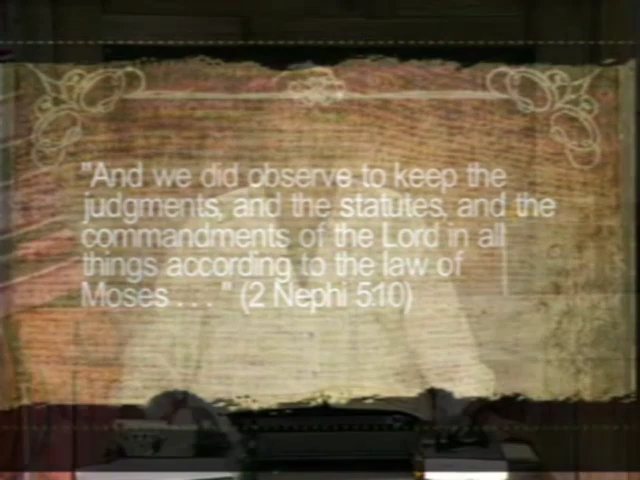 "And we did observe to keep the
judgments, and the statutes, and the
commandments of the Lord in all
things according to the law of
Moses . . . " (2 Nephi 5:10)